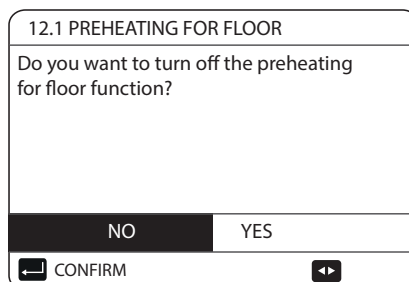 12.1 PREHEATING FOR FLOOR
Do you want to turn off the preheating
for floor function?
NO YES
CONFIRM